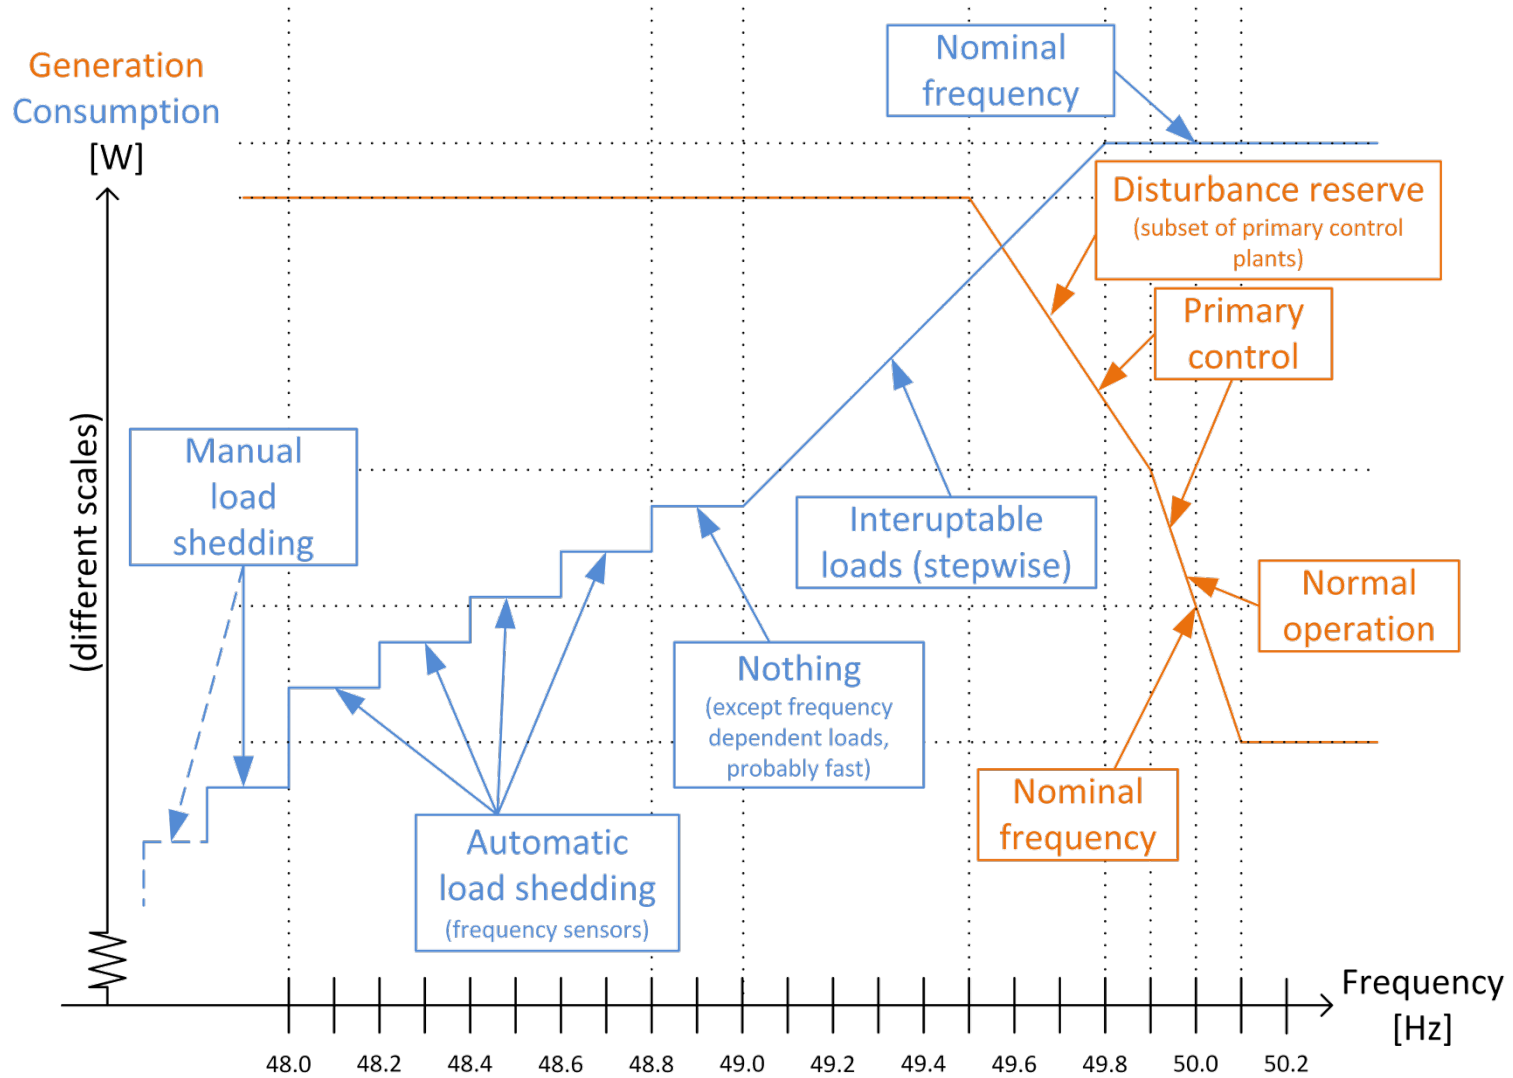 Generation
Consumption
[W]
(different scales)
Nominal
frequency
Disturbance reserve
(subset of primary control
plants)
Primary
control
Manual
load
shedding
Interuptable
loads (stepwise)
Normal
operation
Nothing
(except frequency
dependent loads,
probably fast)
Nominal
frequency
Automatic
load shedding
(frequency sensors)
Frequency
[Hz]
48.0 48.2 48.4 48.6 48.8 49.0 49.2 49.4 49.6 49.8 50.0 50.2